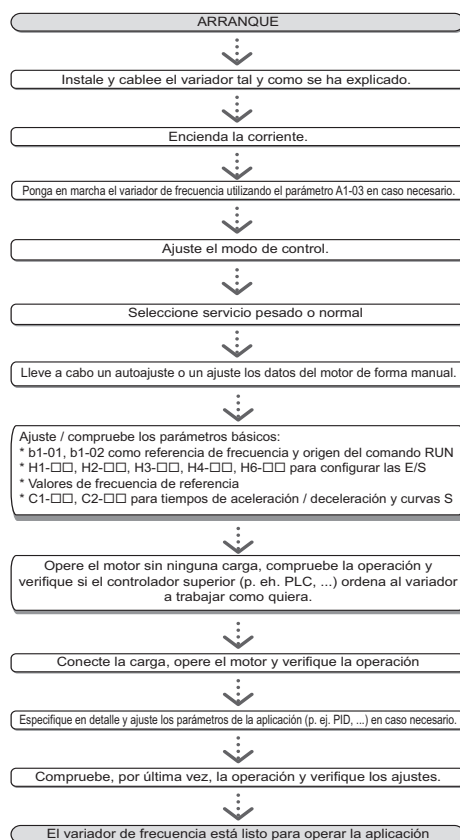 ARRANQUE
Instale y cablee el variador tal y como se ha explicado.
Encienda la corriente.
Ponga en marcha el variador de frecuencia utilizando el parámetro A1-03 en caso necesario.
Ajuste el modo de control.
Seleccione servicio pesado o normal
Lleve a cabo un autoajuste o un ajuste los datos del motor de forma manual.
Ajuste / compruebe los parámetros básicos:
* b1-01, b1-02 como referencia de frecuencia y origen del comando RUN
* H1-□□, H2-□□, H3-□□, H4-□□, H6-□□ para configurar las E/S
* Valores de frecuencia de referencia
* C1-□□, C2-□□ para tiempos de aceleración / deceleración y curvas S
Opere el motor sin ninguna carga, compruebe la operación y
verifique si el controlador superior (p. eh. PLC, ...) ordena al variador
a trabajar como quiera.
Conecte la carga, opere el motor y verifique la operación
Especifique en detalle y ajuste los parámetros de la aplicación (p. ej. PID, ...) en caso necesario.
Compruebe, por última vez, la operación y verifique los ajustes.
El variador de frecuencia está listo para operar la aplicación